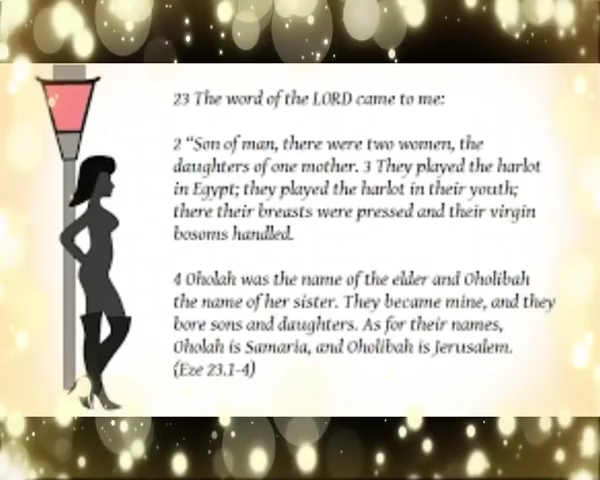 23 The word of the LORD came to me:
2 “Son of man, there were two women, the
daughters of one mother. 3 They played the harlot
in Egypt; they played the harlot in their youth;
there their breasts were pressed and their virgin
bosoms handled.
4 Oholah was the name of the elder and Oholibah
the name of her sister. They became mine, and they
bore sons and daughters. As for their names,
Oholah is Samaria, and Oholibah is Jerusalem.
(Eze 23.1-4)